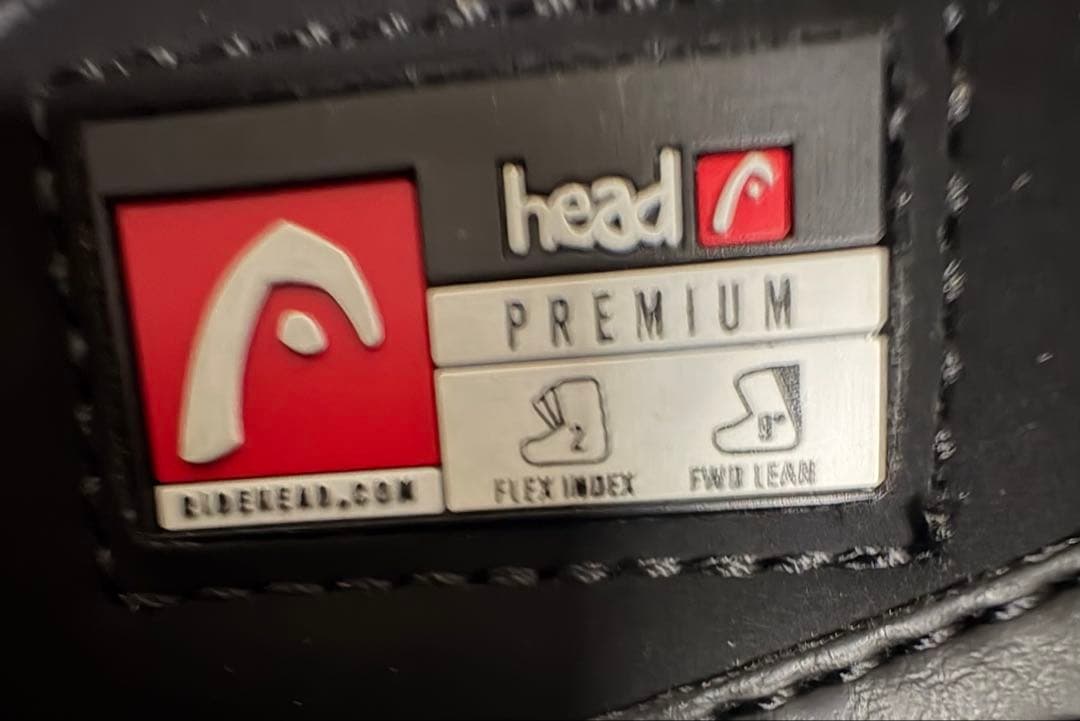 head
PREMIUM
2
9°
FLEX INDEX
FWD LEAN
RIDEHEAD.COM